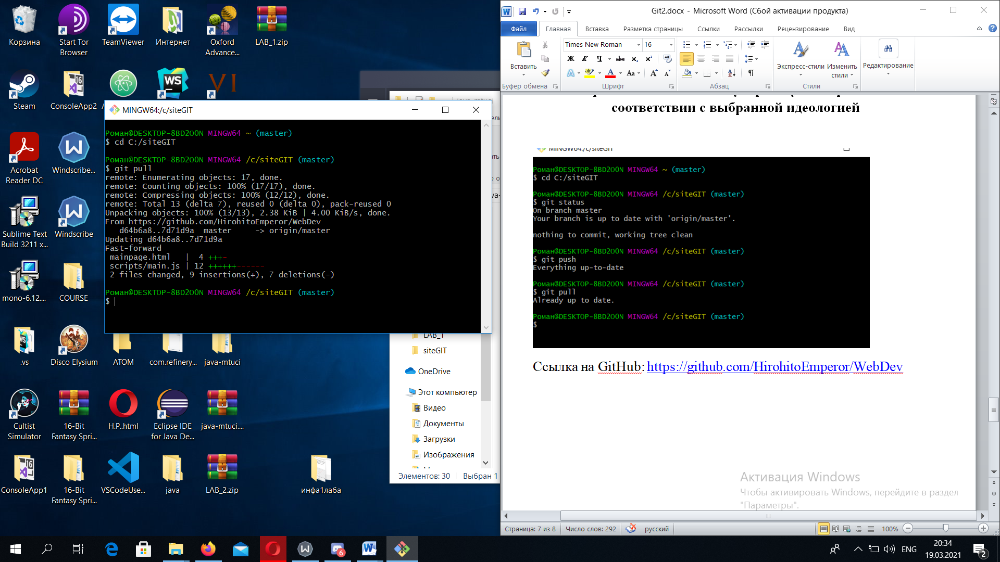 Корзина
Start Tor Browser
TeamViewer
Интернет
Oxford Advance...
LAB_1.zip
Steam
ConsoleApp2
Acrobat Reader DC
Windscribe...
Sublime Text Build 3211 x...
Windscribe
mono-6.12....
COURSE
.vs
Disco Elysium
ATOM
com.refinery...
java-mtuci
Cultist Simulator
16-Bit Fantasy Spri...
H.P..html
Eclipse IDE for Java De...
java-mtuci....
ConsoleApp1
16-Bit Fantasy Spri...
VSCodeUse...
java
LAB_2.zip
инфа1лаба
MINGW64:/c/siteGIT
Роман@DESKTOP-8BD2O0N MINGW64 ~ (master)
$ cd C:/siteGIT
Роман@DESKTOP-8BD2O0N MINGW64 /c/siteGIT (master)
$ git pull
remote: Enumerating objects: 17, done.
remote: Counting objects: 100% (17/17), done.
remote: Compressing objects: 100% (12/12), done.
remote: Total 13 (delta 7), reused 0 (delta 0), pack-reused 0
Unpacking objects: 100% (13/13), 2.38 KiB | 4.00 KiB/s, done.
From https://github.com/HirohitoEmperor/WebDev
d64b6a8..7d71d9a  master     -> origin/master
Updating d64b6a8..7d71d9a
Fast-forward
mainpage.html   |  4 +++-
scripts/main.js | 12 ++++++------
2 files changed, 9 insertions(+), 7 deletions(-)
Роман@DESKTOP-8BD2O0N MINGW64 /c/siteGIT (master)
$
LAB_1
siteGIT
OneDrive
Этот компьютер
Видео
Документы
Загрузки
Изображения
Элементов: 30 Выбран 1
Git2.docx - Microsoft Word (Сбой активации продукта)
Файл Главная Вставка Разметка страницы Ссылки Рассылки Рецензирование Вид
Вставить
Буфер обмена
Times New Roman 16
Ж К Ч abc x₂ x²
Aa
Шрифт
Абзац
Экспресс-стили
Изменить стили
Стили
Редактирование
соответствии с выбранной идеологией
MINGW64:/c/siteGIT
Роман@DESKTOP-8BD2O0N MINGW64 ~ (master)
$ cd C:/siteGIT
Роман@DESKTOP-8BD2O0N MINGW64 /c/siteGIT (master)
$ git status
On branch master
Your branch is up to date with 'origin/master'.
nothing to commit, working tree clean
Роман@DESKTOP-8BD2O0N MINGW64 /c/siteGIT (master)
$ git push
Everything up-to-date
Роман@DESKTOP-8BD2O0N MINGW64 /c/siteGIT (master)
$ git pull
Already up to date.
Роман@DESKTOP-8BD2O0N MINGW64 /c/siteGIT (master)
$
Ссылка на GitHub: https://github.com/HirohitoEmperor/WebDev
Активация Windows
Чтобы активировать Windows, перейдите в раздел
"Параметры".
Страница: 7 из 8 Число слов: 292 русский 100%
ENG
20:34
19.03.2021